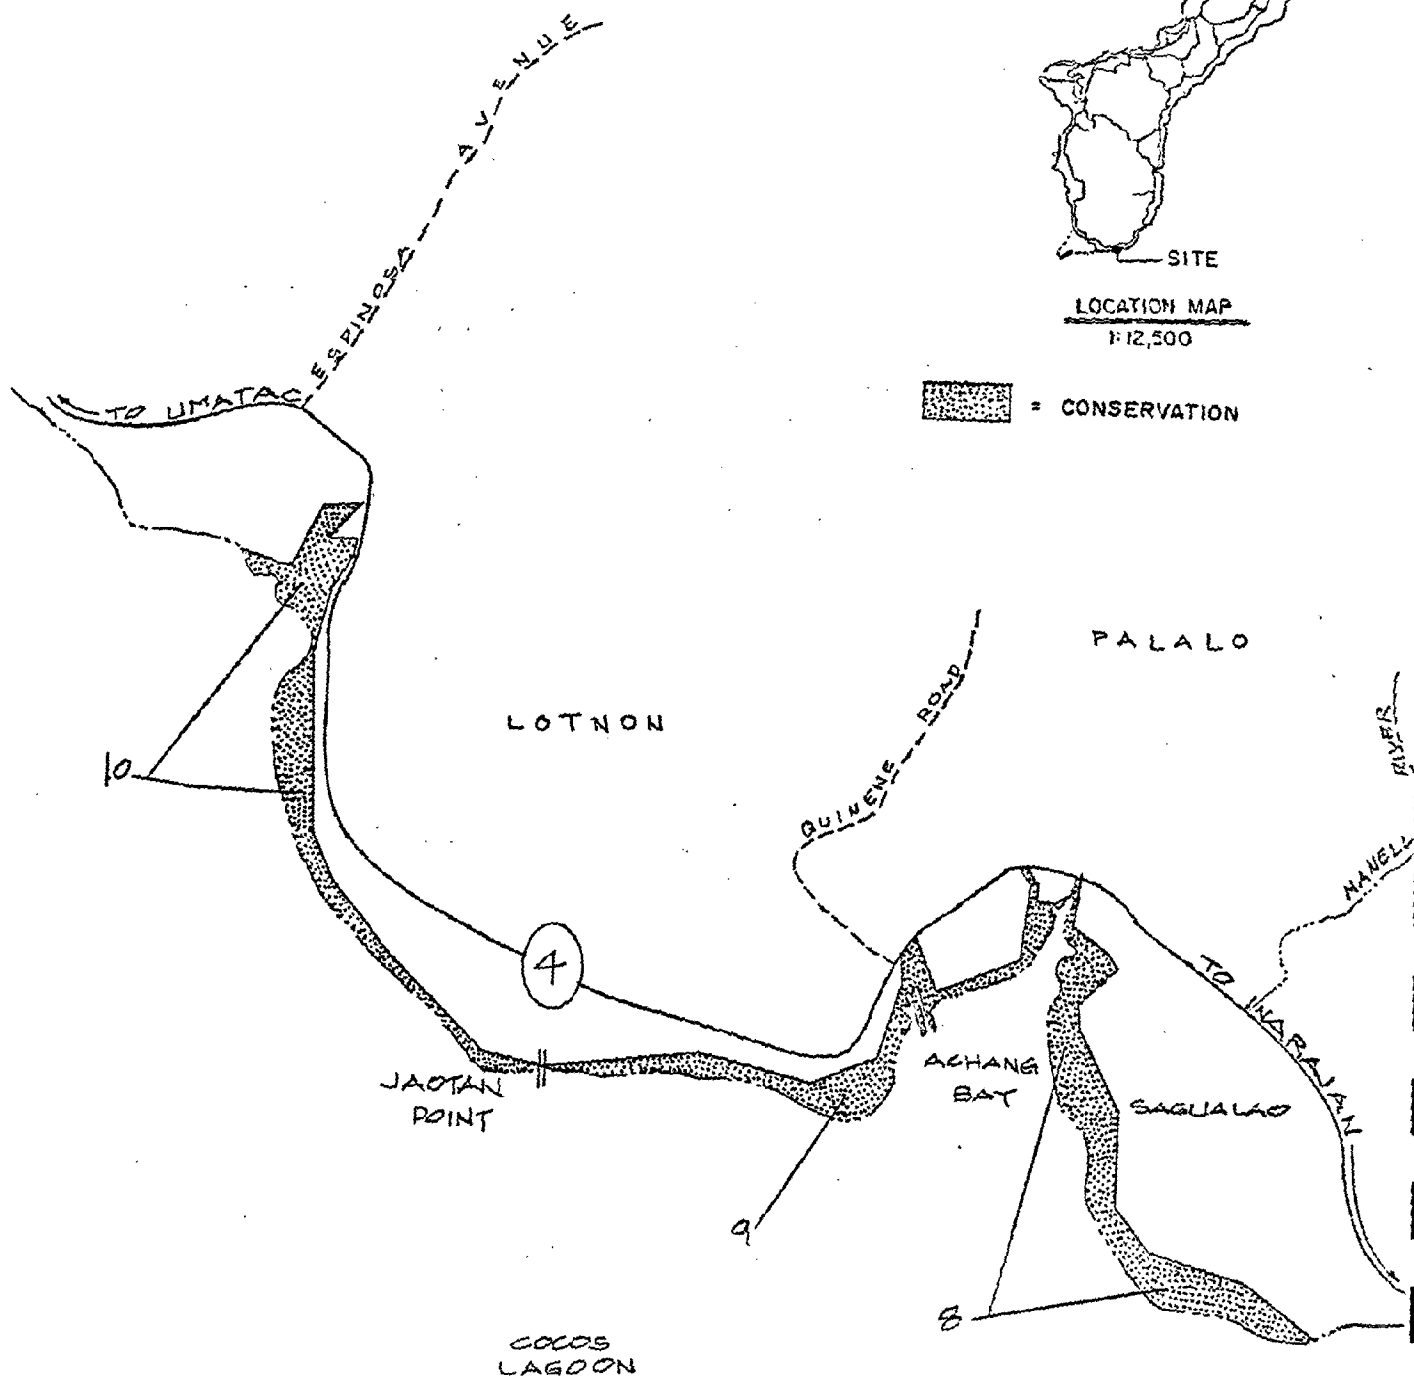 ESPINOSA AVENUE
SITE
LOCATION MAP
1:12,500
= CONSERVATION
TO UMATAC
PALALO
QUINENE ROAD
LOTNON
RIVER
10
MANELL
4
TO INARAJAN
ACHANG
BAY
JAOTAN
POINT
SAGUALAO
9
8
COCOS
LAGOON